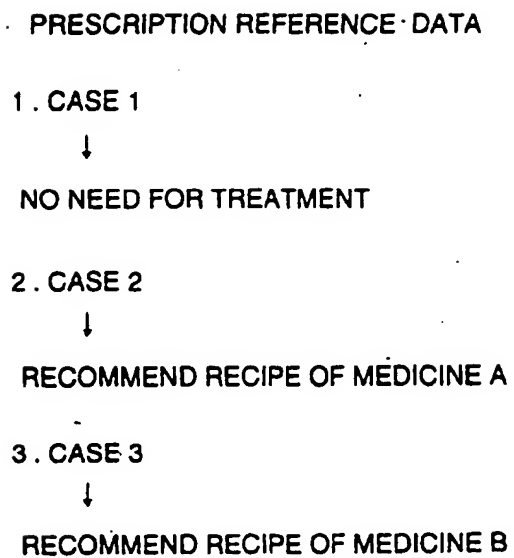 PRESCRIPTION REFERENCE DATA
1 . CASE 1
↓
NO NEED FOR TREATMENT
2 . CASE 2
↓
RECOMMEND RECIPE OF MEDICINE A
3 . CASE 3
↓
RECOMMEND RECIPE OF MEDICINE B